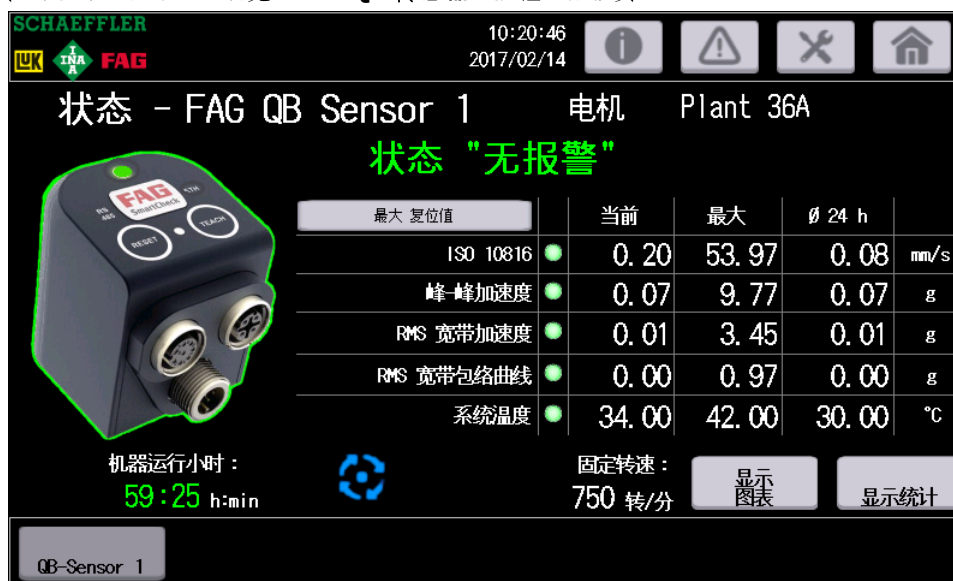 SCHAEFFLER
LUK INA FAG
10:20:46
2017/02/14
状态 - FAG QB Sensor 1 电机 Plant 36A
状态 "无报警"
FAG
SmartCheck
RS 485
ETH
RESET
TEACH
最大 复位值 当前 最大 Ø 24 h
ISO 10816 0.20 53.97 0.08 mm/s
峰-峰加速度 0.07 9.77 0.07 g
RMS 宽带加速度 0.01 3.45 0.01 g
RMS 宽带包络曲线 0.00 0.97 0.00 g
系统温度 34.00 42.00 30.00 °C
机器运行小时：
59:25 h:min
固定转速：
750 转/分
显示
图表
显示统计
QB-Sensor 1